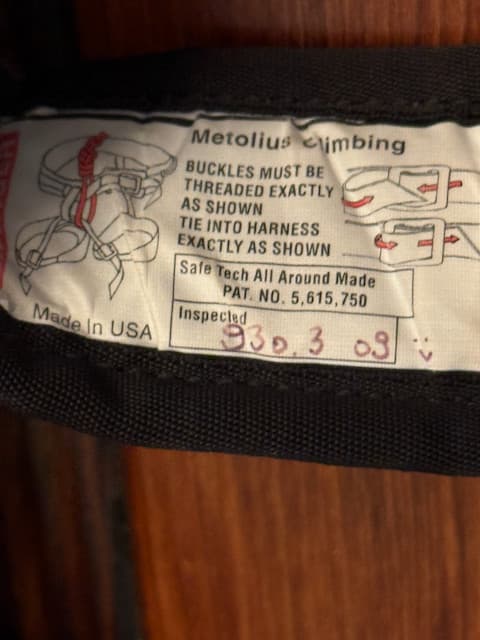 Metolius Climbing
BUCKLES MUST BE
THREADED EXACTLY
AS SHOWN
TIE INTO HARNESS
EXACTLY AS SHOWN
Safe Tech All Around Made
PAT. NO. 5,615,750
Inspected
930.3 09
Made In USA